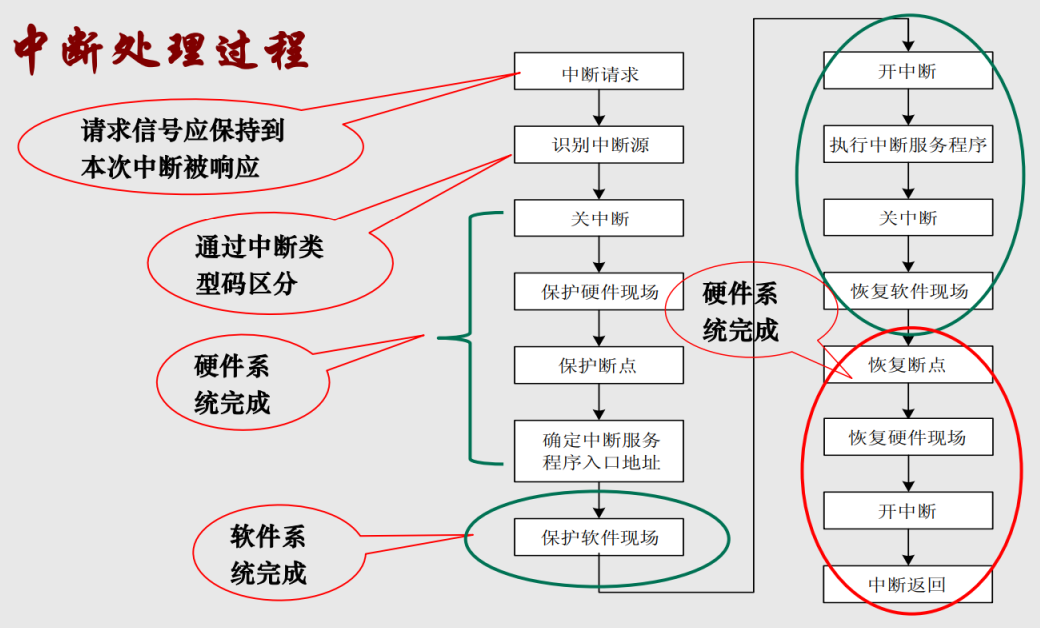 中断处理过程
请求信号应保持到
本次中断被响应
通过中断类
型码区分
硬件系
统完成
软件系
统完成
中断请求
识别中断源
关中断
保护硬件现场
保护断点
确定中断服务
程序入口地址
保护软件现场
开中断
执行中断服务程序
关中断
恢复软件现场
硬件系
统完成
恢复断点
恢复硬件现场
开中断
中断返回